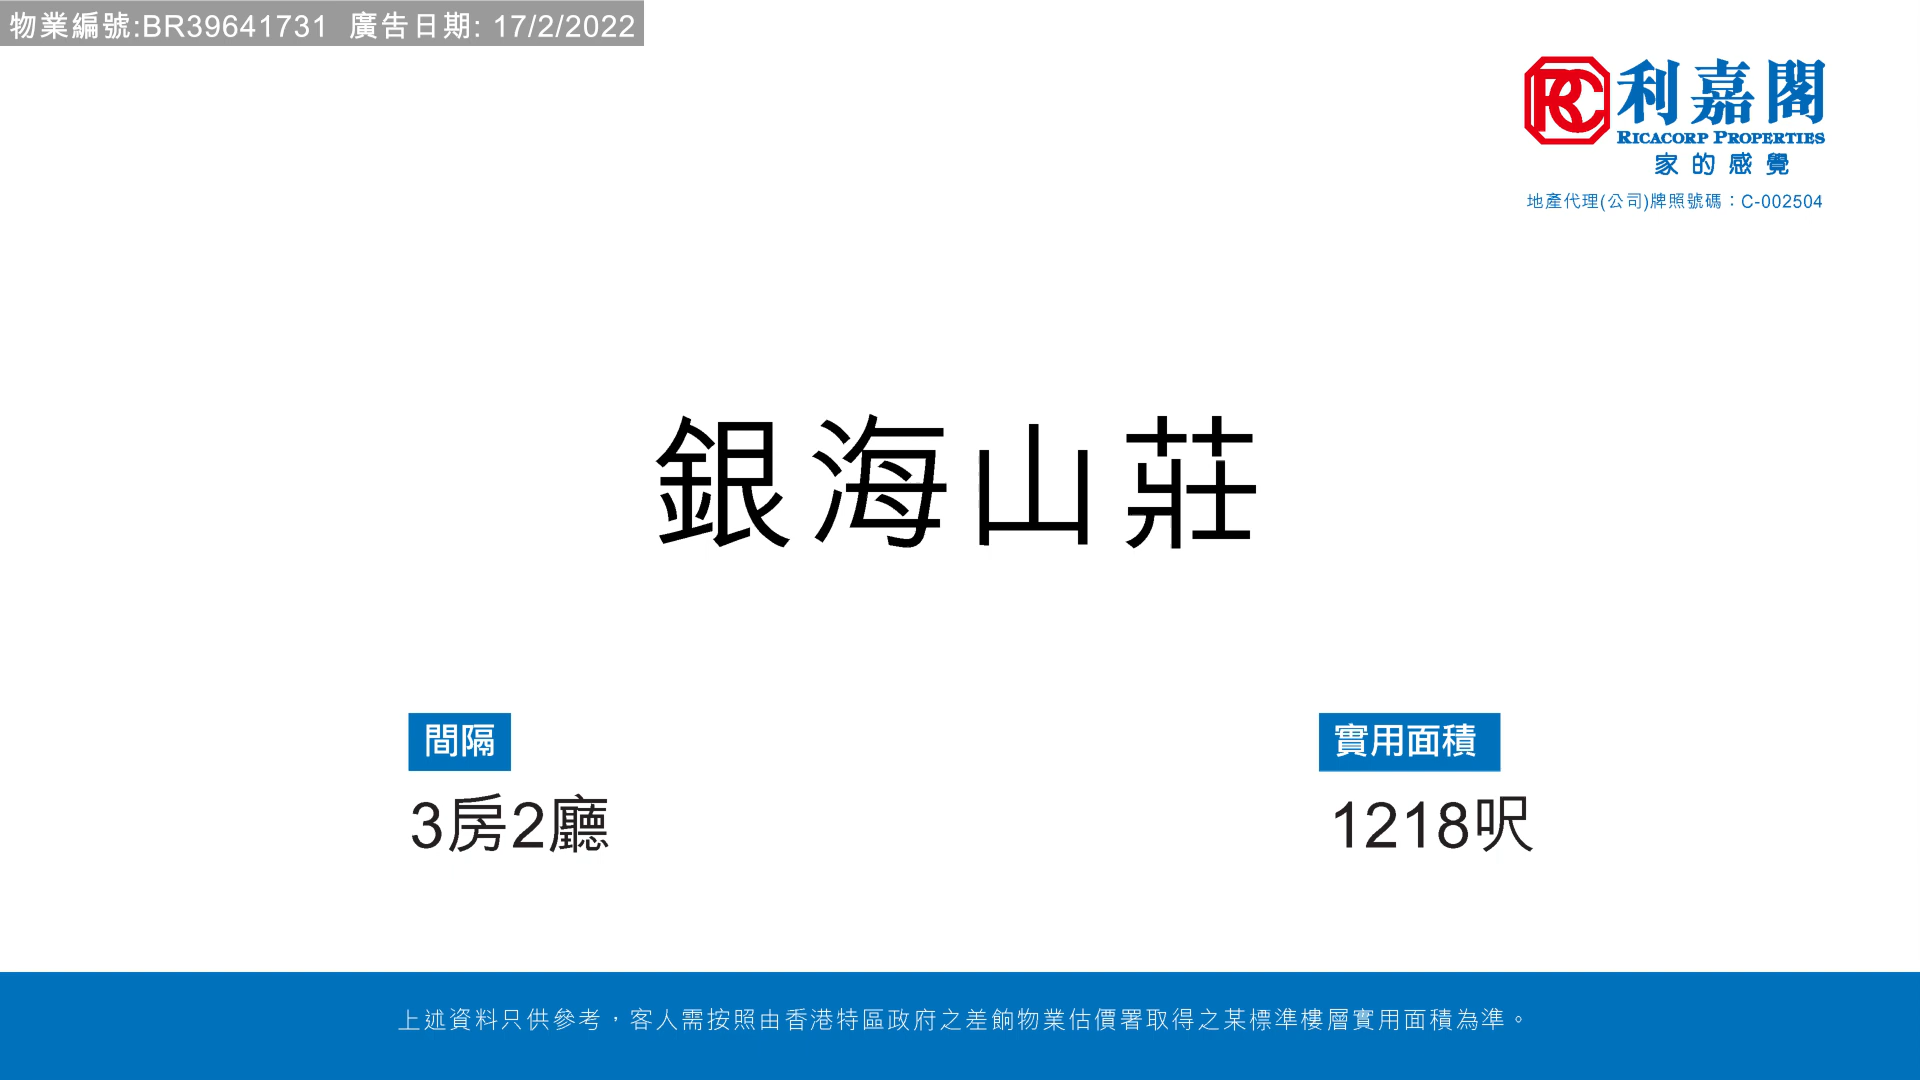 物業編號:BR39641731 廣告日期: 17/2/2022
利嘉閣
RICACORP PROPERTIES
家的感覺
地產代理(公司)牌照號碼：C-002504
銀海山莊
間隔
3房2廳
實用面積
1218呎
上述資料只供參考，客人需按照由香港特區政府之差餉物業估價署取得之某標準樓層實用面積為準。